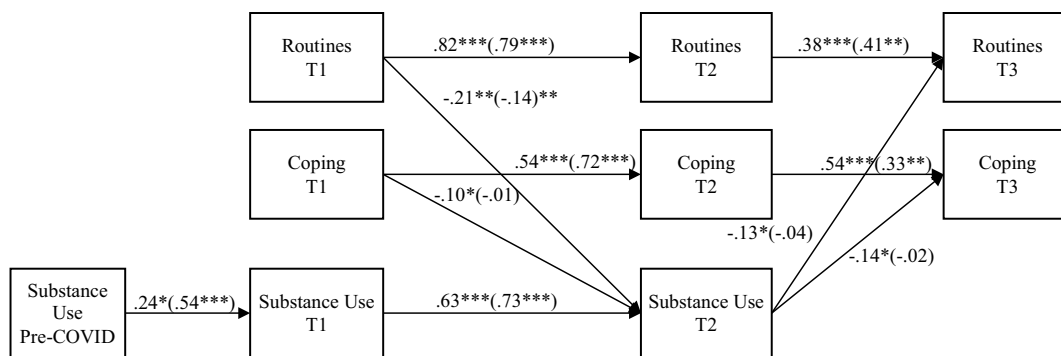 Routines
T1
.82***(.79***)
Routines
T2
.38***(.41**)
Routines
T3
-.21**(-.14)**
Coping
T1
.54***(.72***)
Coping
T2
.54***(.33**)
Coping
T3
-.10*(-.01)
-.13*(-.04)
-.14*(-.02)
Substance
Use
Pre-COVID
.24*(.54***)
Substance Use
T1
.63***(.73***)
Substance Use
T2